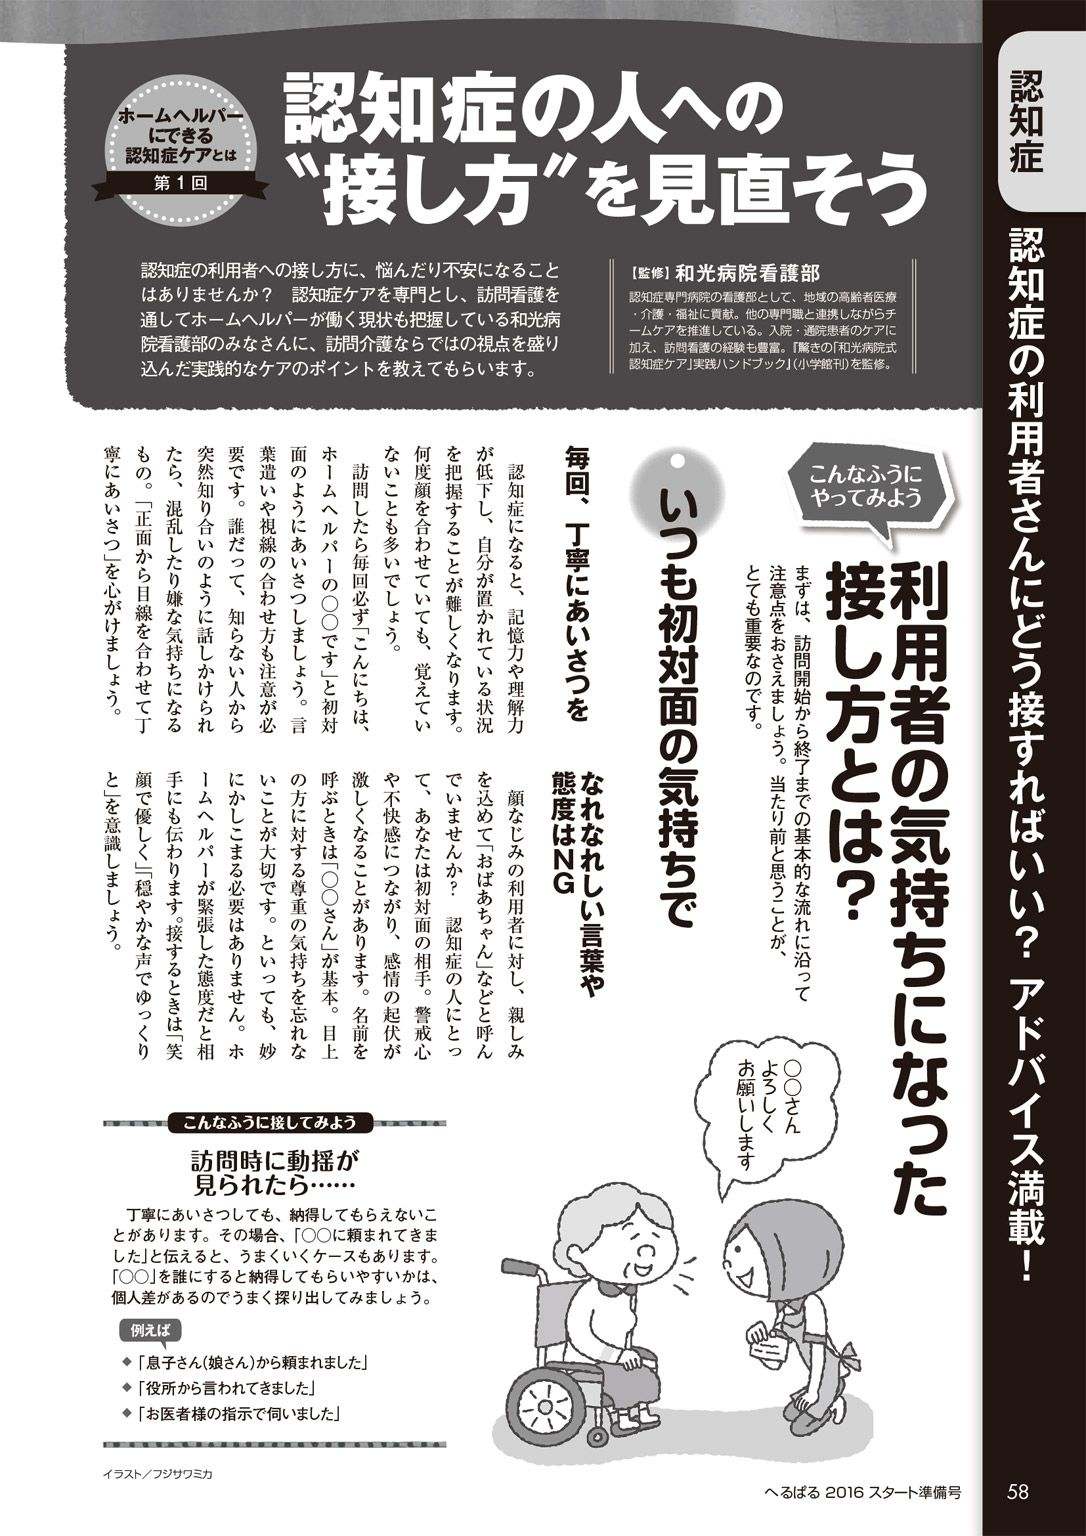 認知症
認知症の利用者さんにどう接すればいい？ アドバイス満載！
ホームヘルパー
にできる
認知症ケアとは
第1回
認知症の人への
〝接し方〟を見直そう
認知症の利用者への接し方に、悩んだり不安になること
はありませんか？　認知症ケアを専門とし、訪問看護を
通してホームヘルパーが働く現状も把握している和光病
院看護部のみなさんに、訪問介護ならではの視点を盛り
込んだ実践的なケアのポイントを教えてもらいます。
【監修】和光病院看護部
認知症専門病院の看護部として、地域の高齢者医療
・介護・福祉に貢献。他の専門職と連携しながらチ
ームケアを推進している。入院・通院患者のケアに
加え、訪問看護の経験も豊富。『驚きの「和光病院式
認知症ケア」実践ハンドブック』（小学館刊）を監修。
こんなふうに
やってみよう
利用者の気持ちになった
接し方とは？
まずは、訪問開始から終了までの基本的な流れに沿って
注意点をおさえましょう。当たり前と思うことが、
とても重要なのです。
いつも初対面の気持ちで
毎回、丁寧にあいさつを
認知症になると、記憶力や理解力
が低下し、自分が置かれている状況
を把握することが難しくなります。
何度顔を合わせていても、覚えてい
ないことも多いでしょう。
訪問したら毎回必ず「こんにちは、
ホームヘルパーの○○です」と初対
面のようにあいさつしましょう。言
葉遣いや視線の合わせ方も注意が必
要です。誰だって、知らない人から
突然知り合いのように話しかけられ
たら、混乱したり嫌な気持ちになる
もの。「正面から目線を合わせて丁
寧にあいさつ」を心がけましょう。
なれなれしい言葉や
態度はNG
顔なじみの利用者に対し、親しみ
を込めて「おばあちゃん」などと呼ん
でいませんか？　認知症の人にとっ
て、あなたは初対面の相手。警戒心
や不快感につながり、感情の起伏が
激しくなることがあります。名前を
呼ぶときは「○○さん」が基本。目上
の方に対する尊重の気持ちを忘れな
いことが大切です。といっても、妙
にかしこまる必要はありません。ホ
ームヘルパーが緊張した態度だと相
手にも伝わります。接するときは「笑
顔で優しく」「穏やかな声でゆっくり
と」を意識しましょう。
○○さん
よろしく
お願いします
こんなふうに接してみよう
訪問時に動揺が
見られたら……
丁寧にあいさつしても、納得してもらえないこ
とがあります。その場合、「○○に頼まれてきま
した」と伝えると、うまくいくケースもあります。
「○○」を誰にすると納得してもらいやすいかは、
個人差があるのでうまく探り出してみましょう。
例えば
◆「息子さん（娘さん）から頼まれました」
◆「役所から言われてきました」
◆「お医者様の指示で伺いました」
イラスト／フジサワミカ
へるぱる 2016 スタート準備号
58